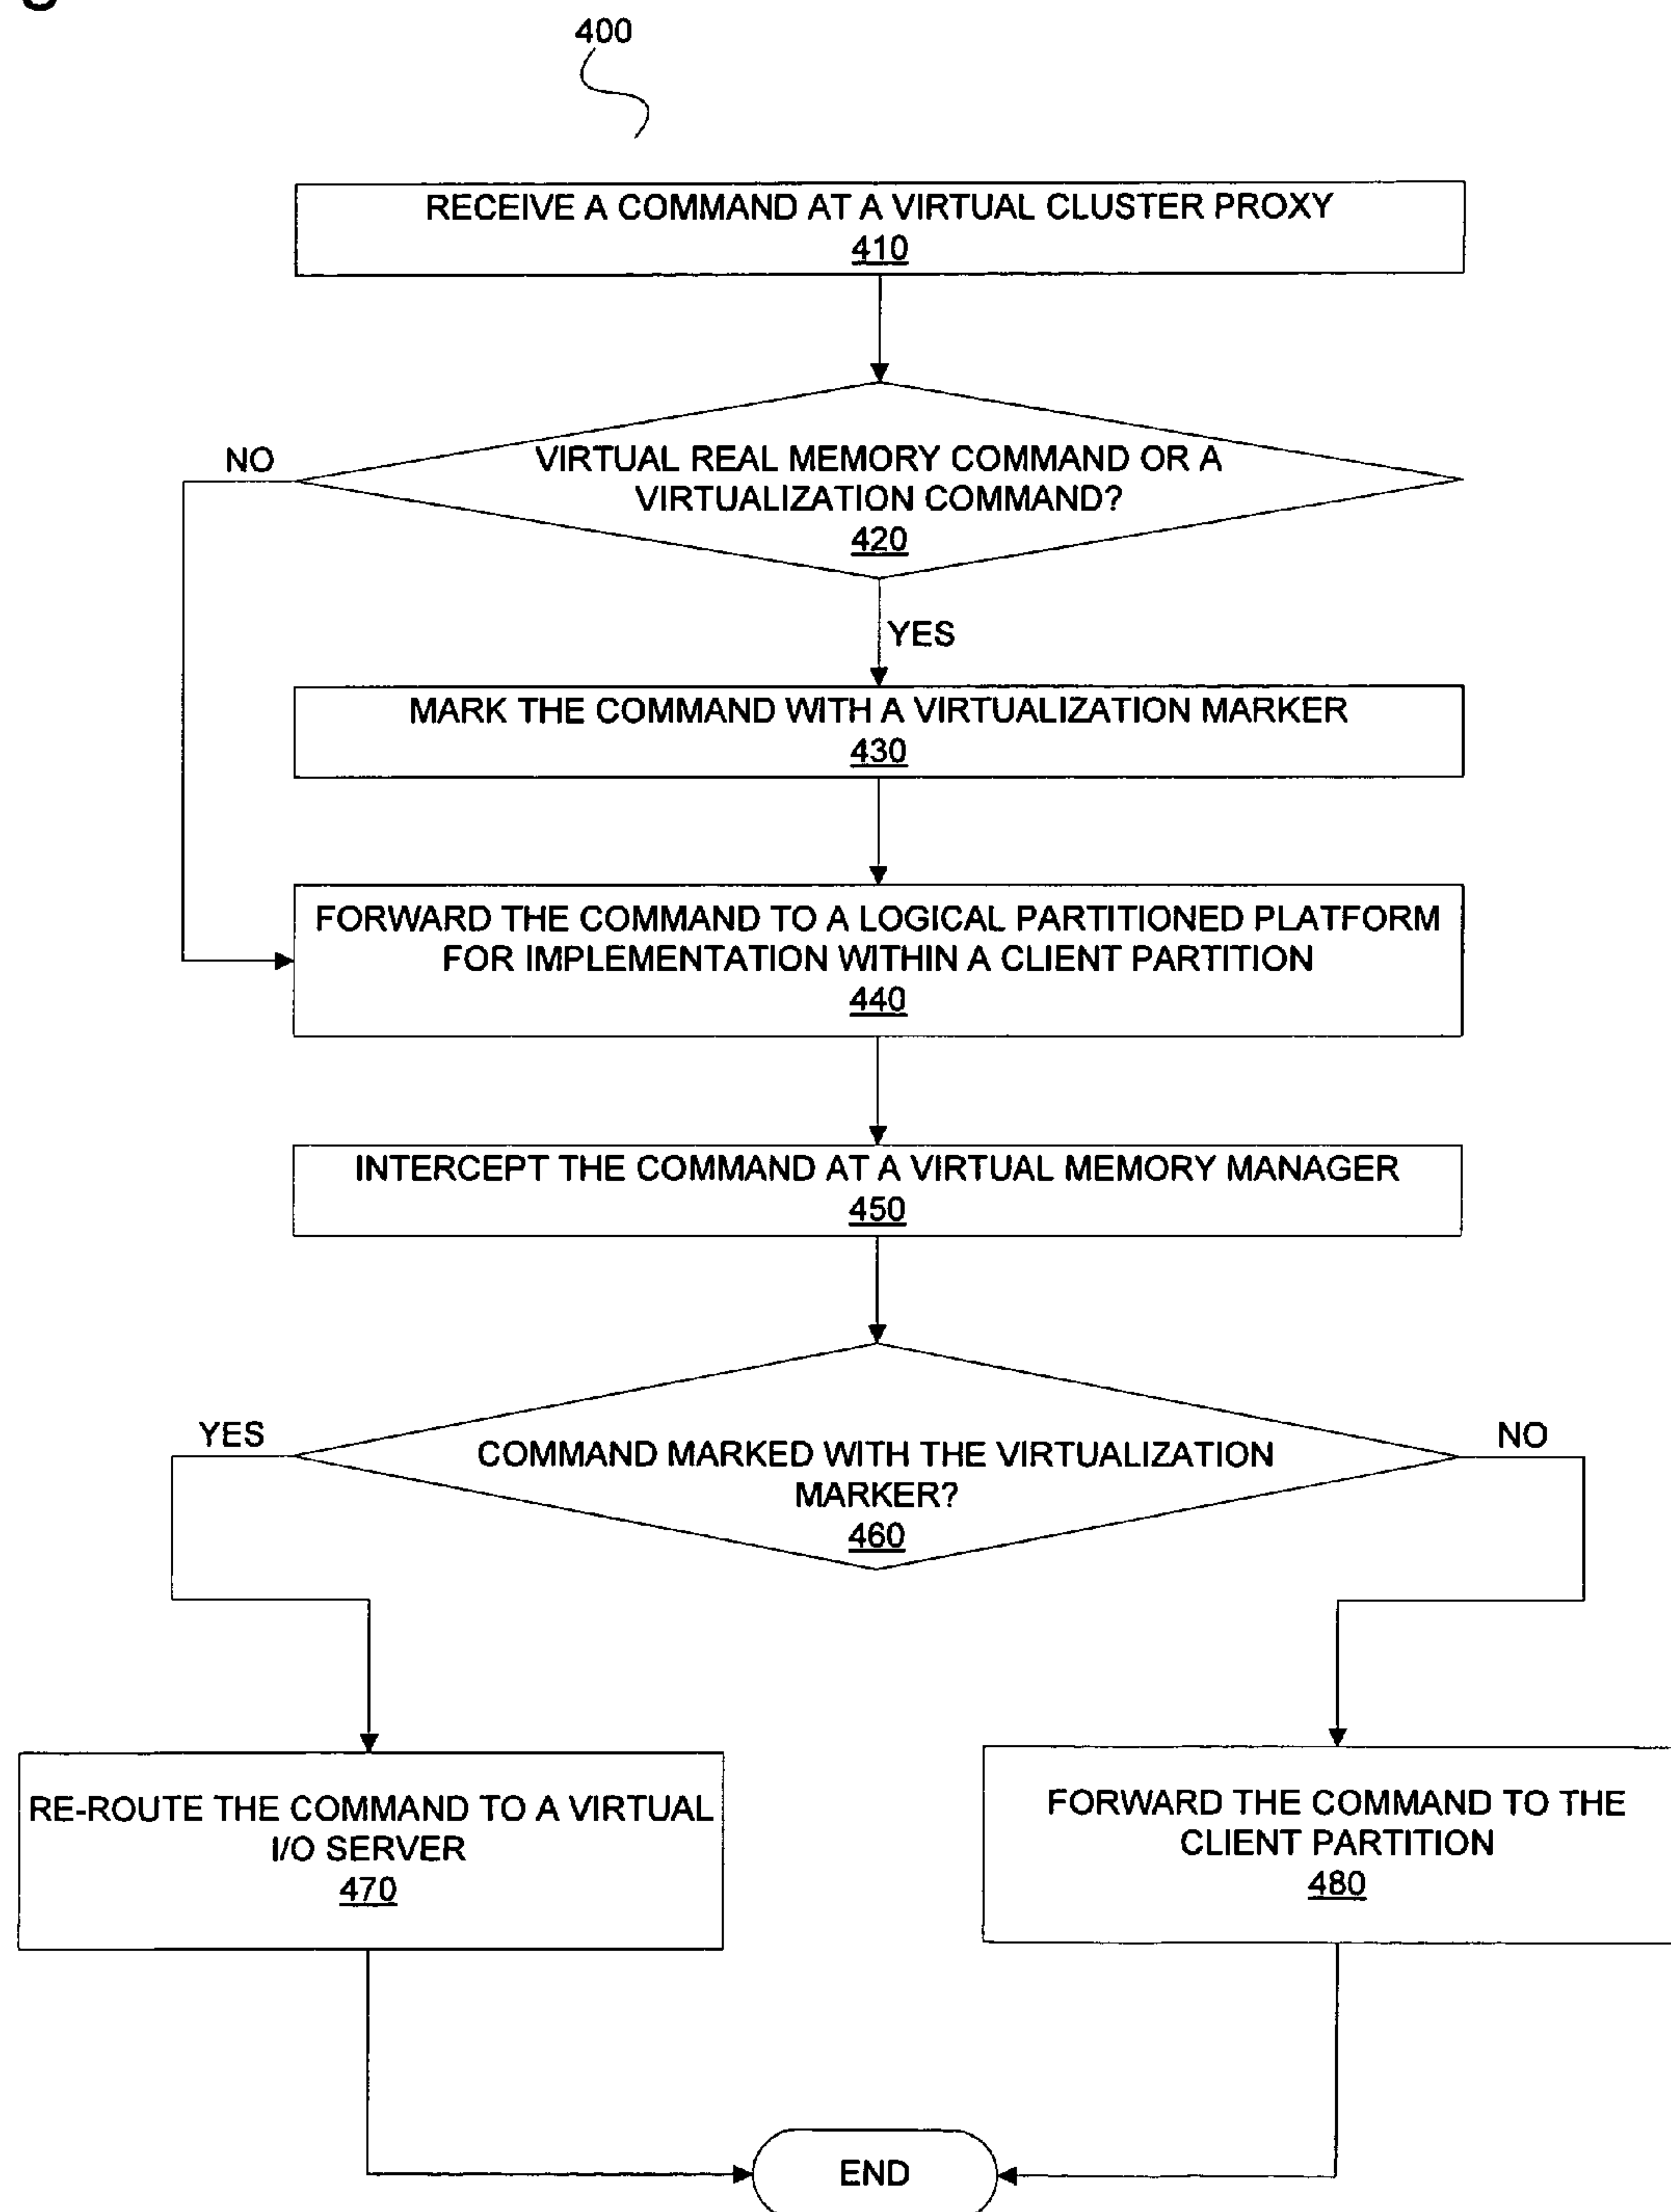 400
RECEIVE A COMMAND AT A VIRTUAL CLUSTER PROXY
410
NO
VIRTUAL REAL MEMORY COMMAND OR A
VIRTUALIZATION COMMAND?
420
YES
MARK THE COMMAND WITH A VIRTUALIZATION MARKER
430
FORWARD THE COMMAND TO A LOGICAL PARTITIONED PLATFORM
FOR IMPLEMENTATION WITHIN A CLIENT PARTITION
440
INTERCEPT THE COMMAND AT A VIRTUAL MEMORY MANAGER
450
YES
NO
COMMAND MARKED WITH THE VIRTUALIZATION
MARKER?
460
RE-ROUTE THE COMMAND TO A VIRTUAL
I/O SERVER
470
FORWARD THE COMMAND TO THE
CLIENT PARTITION
480
END